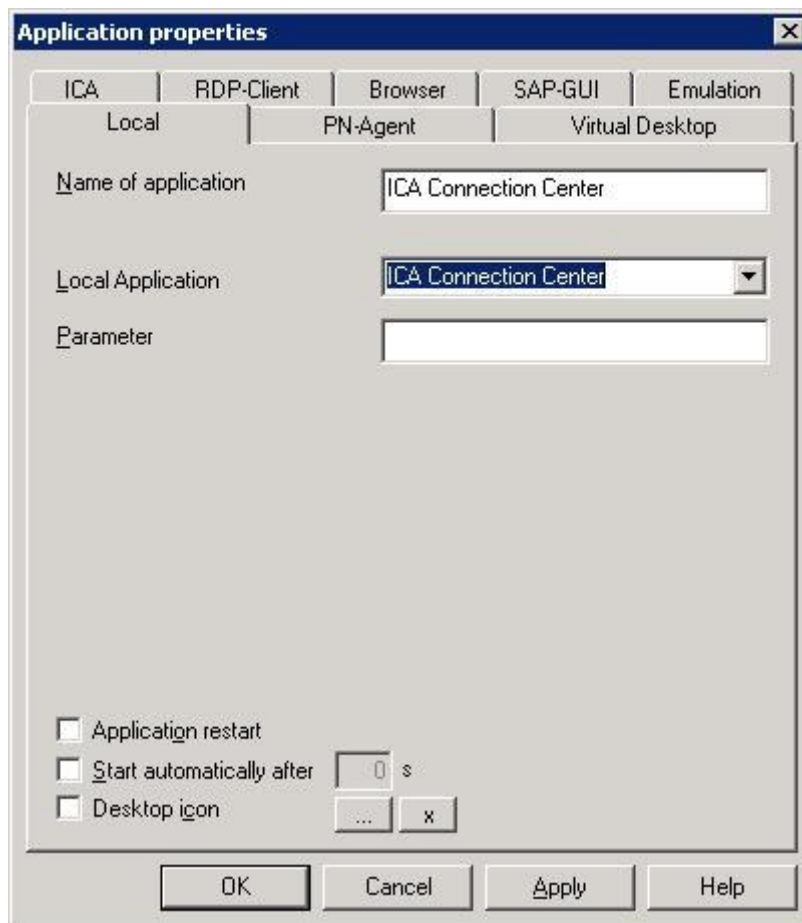 Application properties
ICA RDP-Client Browser SAP-GUI Emulation
Local PN-Agent Virtual Desktop
Name of application ICA Connection Center
Local Application ICA Connection Center
Parameter
Application restart
Start automatically after 0 s
Desktop icon ... x
OK Cancel Apply Help